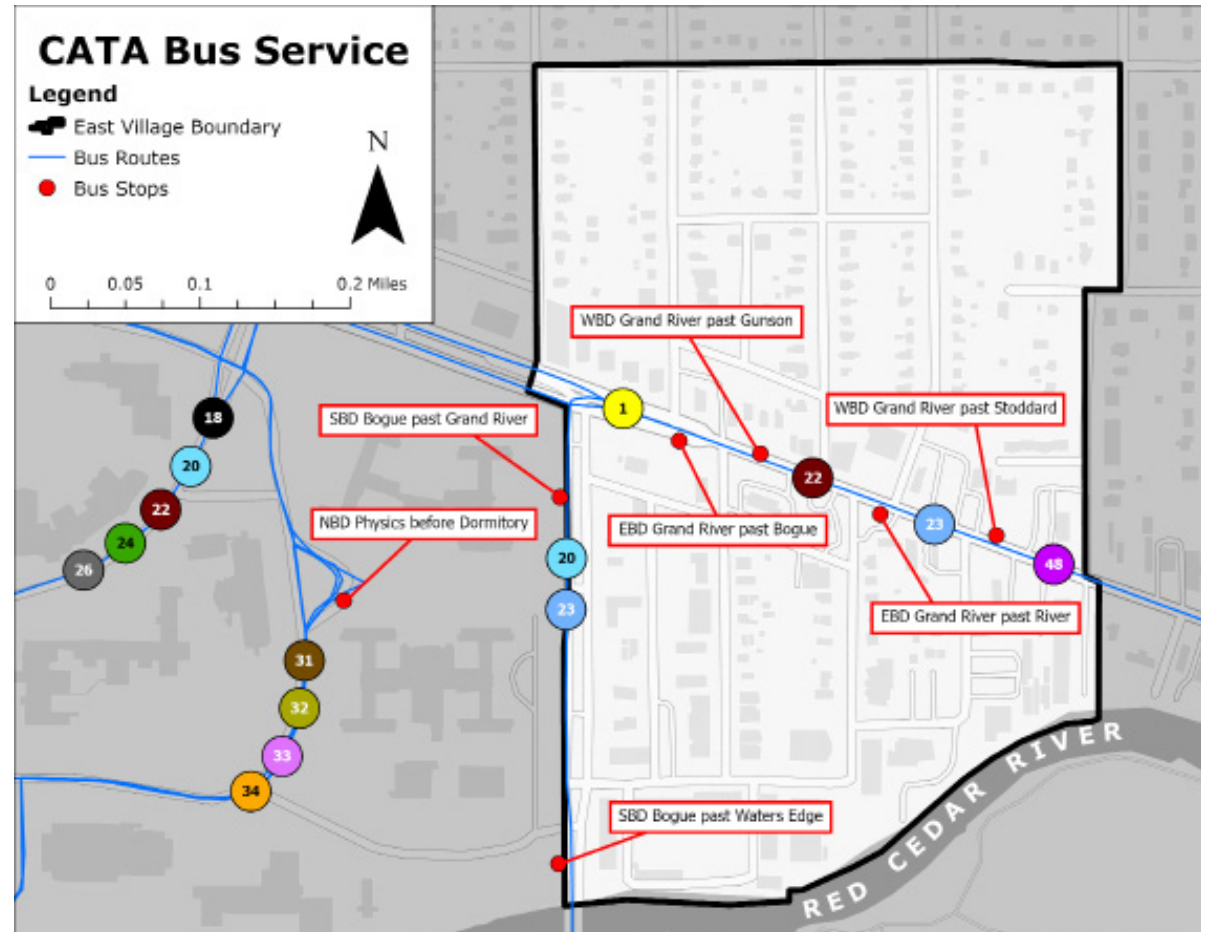 CATA Bus Service
Legend
East Village Boundary
Bus Routes
Bus Stops
N
0 0.05 0.1 0.2 Miles
WBD Grand River past Gunson
SBD Bogue past Grand River
WBD Grand River past Stoddard
1
18
20
22
24
26
NBD Physics before Dormitory
EBD Grand River past Bogue
22
23
48
20
23
EBD Grand River past River
31
32
33
34
SBD Bogue past Waters Edge
RED CEDAR RIVER